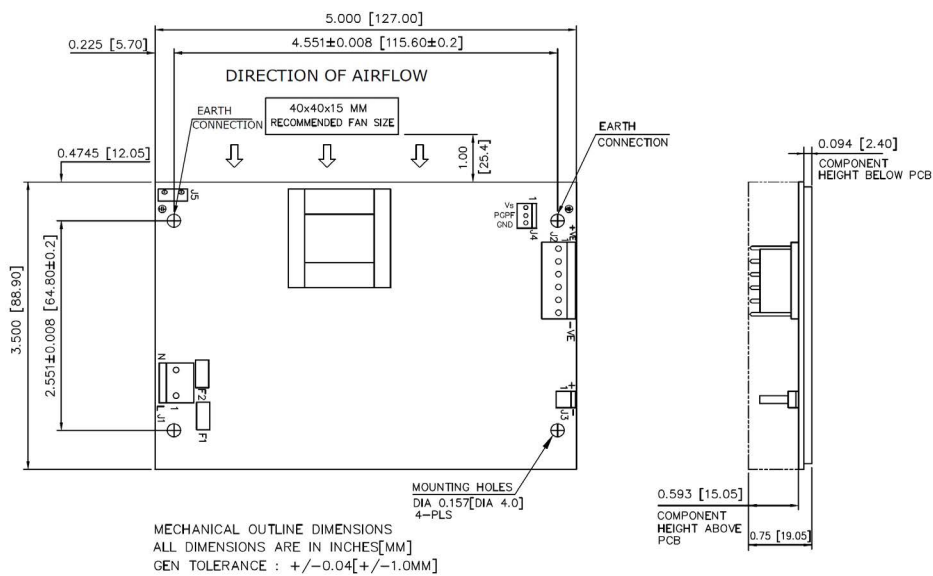 5.000 [127.00]
0.225 [5.70]
4.551±0.008 [115.60±0.2]
DIRECTION OF AIRFLOW
40x40x15 MM
RECOMMENDED FAN SIZE
EARTH
CONNECTION
EARTH
CONNECTION
1.00
[25.4]
0.4745 [12.05]
0.094 [2.40]
COMPONENT
HEIGHT BELOW PCB
J5
Vs
PCPF
GND
1
J4
J2
1
+VE
-VE
3.500 [88.90]
2.551±0.008 [64.80±0.2]
N
L
1
J1
F2
F1
+
1
-
J3
MOUNTING HOLES
DIA 0.157[DIA 4.0]
4-PLS
0.593 [15.05]
COMPONENT
HEIGHT ABOVE
PCB
0.75 [19.05]
MECHANICAL OUTLINE DIMENSIONS
ALL DIMENSIONS ARE IN INCHES[MM]
GEN TOLERANCE : +/-0.04[+/-1.0MM]